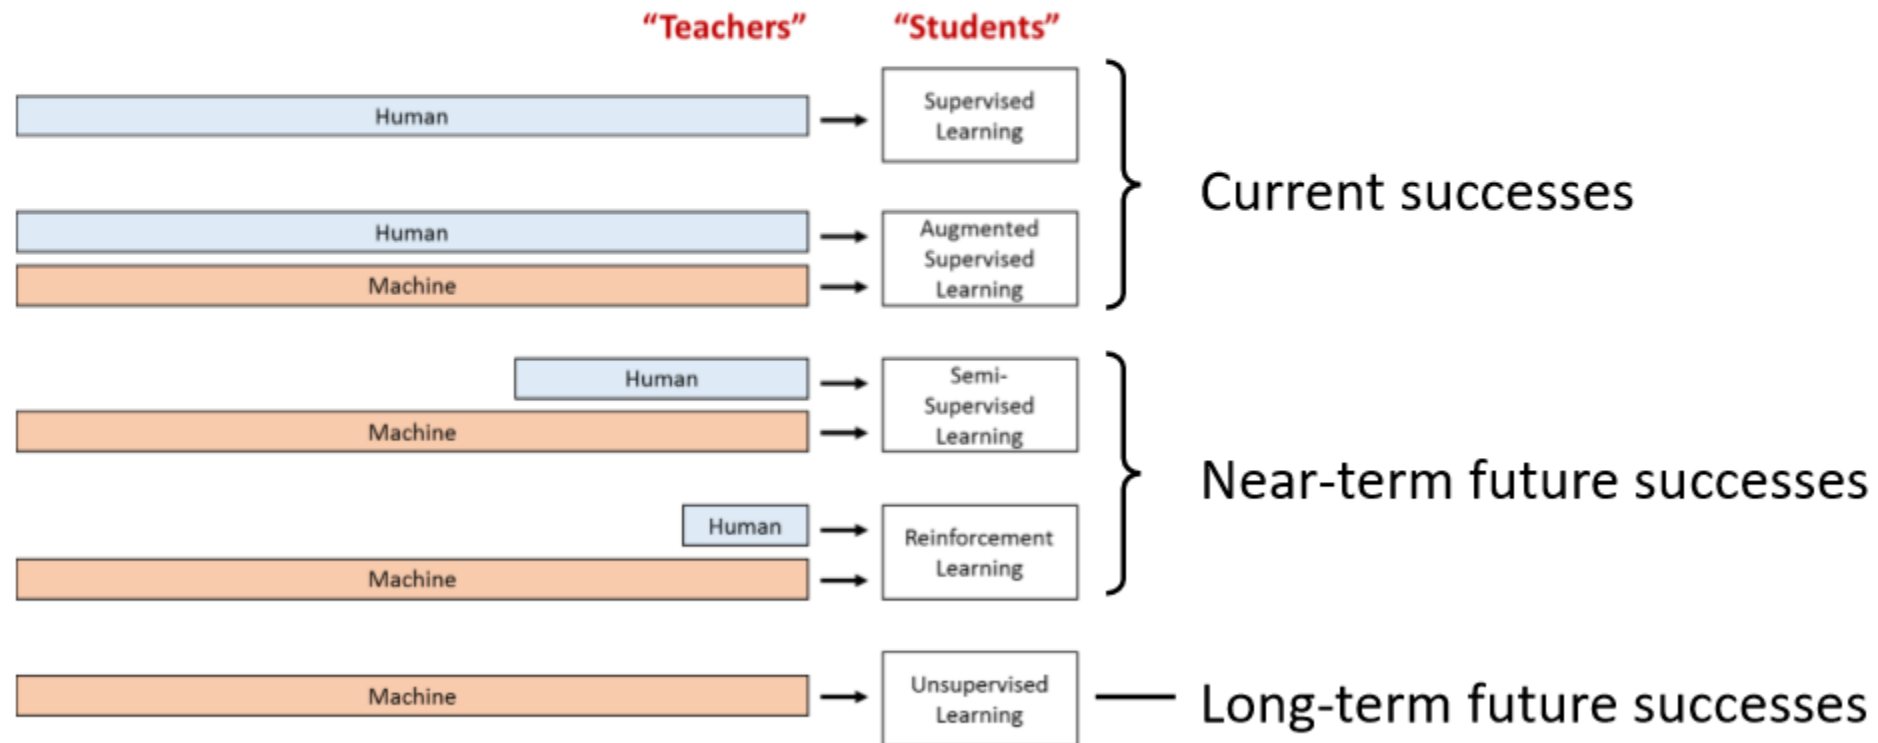 “Teachers”
“Students”
Human
Supervised
Learning
Current successes
Human
Machine
Augmented
Supervised
Learning
Human
Machine
Semi-
Supervised
Learning
Near-term future successes
Human
Machine
Reinforcement
Learning
Machine
Unsupervised
Learning
Long-term future successes